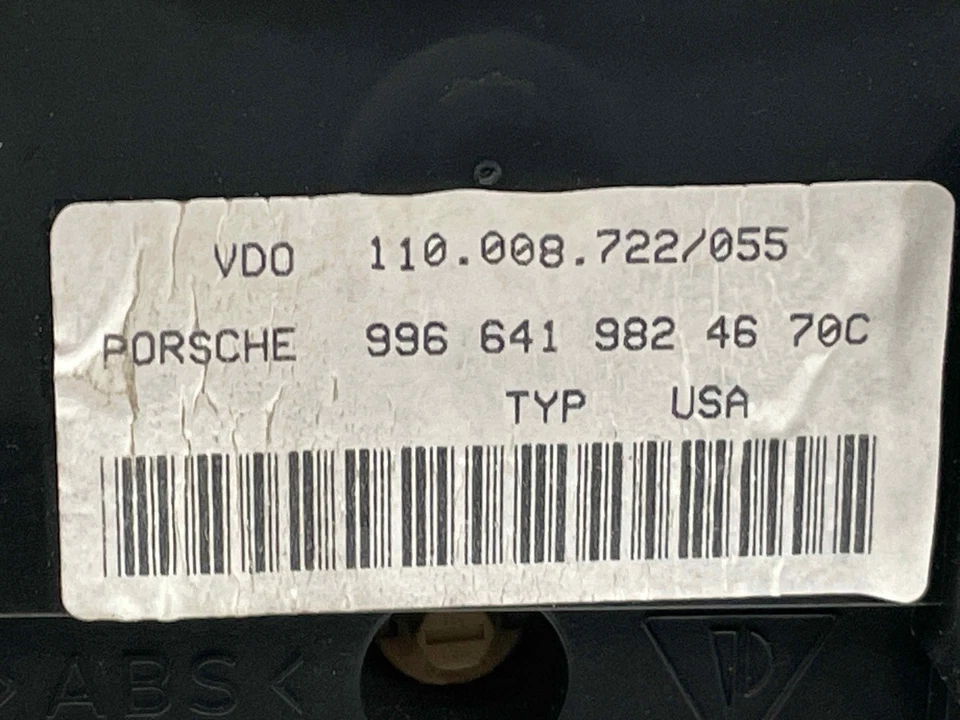 VDO 110.008.722/055
PORSCHE 996 641 982 46 70C
TYP USA
>ABS<